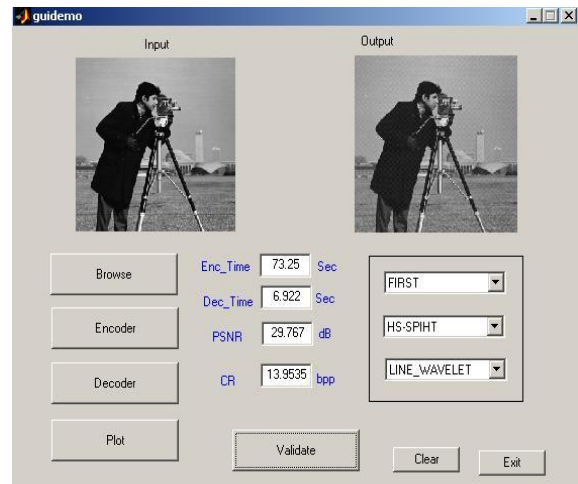 guidemo
Input Output
Browse
Encoder
Decoder
Plot
Enc_Time 73.25 Sec
Dec_Time 6.922 Sec
PSNR 29.767 dB
CR 13.9535 bpp
FIRST
HS-SPIHT
LINE_WAVELET
Validate
Clear
Exit